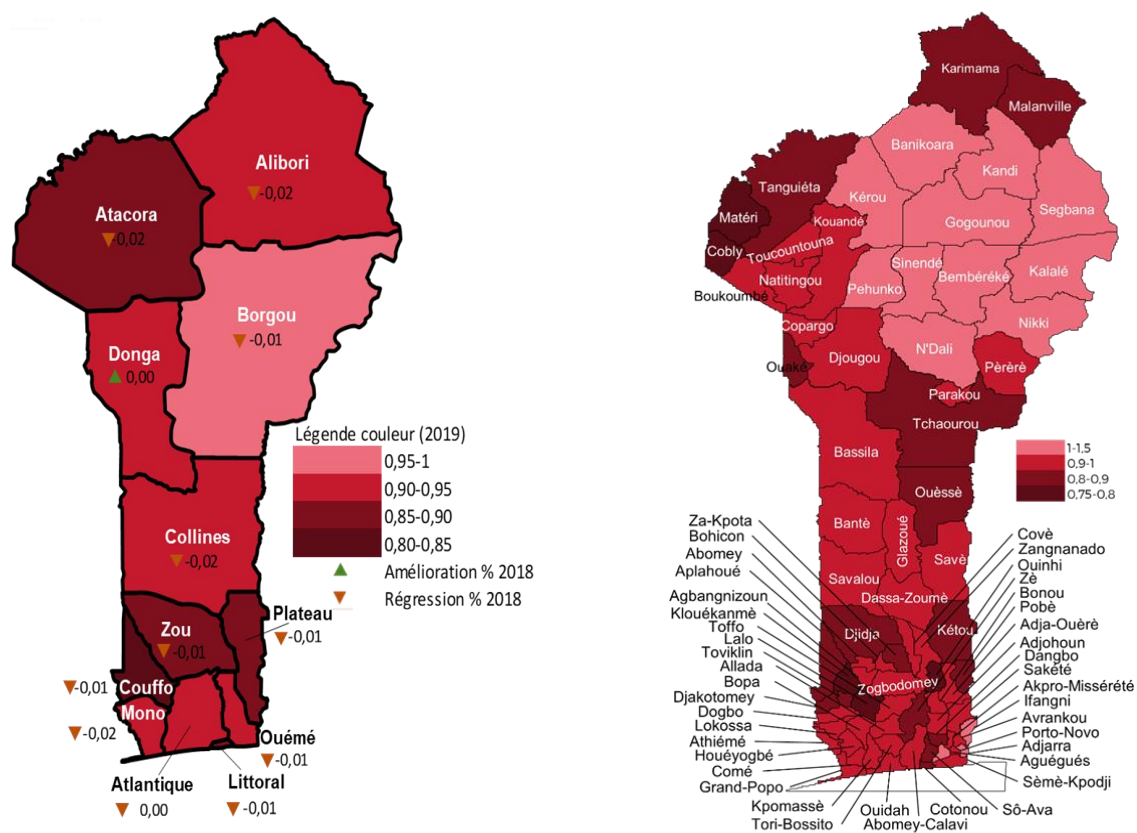 Alibori
-0,02
Atacora
-0,02
Borgou
-0,01
Donga
0,00
Légende couleur (2019)
0,95-1
0,90-0,95
0,85-0,90
0,80-0,85
Amélioration % 2018
Régression % 2018
Collines
-0,02
Plateau
-0,01
Zou
-0,01
-0,01
Couffo
Mono
-0,02
Ouémé
-0,01
Atlantique
0,00
Littoral
-0,01
Karimama
Malanville
Banikoara
Kandi
Tanguiéta
Kérou
Segbana
Matéri
Kouandé
Gogounou
Cobly
Toucountouna
Sinendé
Kalalé
Natitingou
Pehunko
Bembéréké
Boukoumbé
Copargo
Nikki
N'Dali
Djougou
Ouaké
Pèrèrè
Parakou
Tchaourou
Bassila
1-1,5
0,9-1
0,8-0,9
0,75-0.8
Ouèssè
Bantè
Glazoué
Savè
Savalou
Dassa-Zoumè
Djidja
Kétou
Zogbodomey
Za-Kpota
Bohicon
Abomey
Aplahoué
Agbangnizoun
Klouékanmè
Toffo
Lalo
Toviklin
Allada
Bopa
Djakotomey
Dogbo
Lokossa
Athiémé
Houéyogbé
Comé
Grand-Popo
Kpomassè
Tori-Bossito
Ouidah
Abomey-Calavi
Cotonou
Sô-Ava
Covè
Zangnanado
Ouinhi
Zè
Bonou
Pobè
Adja-Ouèrè
Adjohoun
Dangbo
Sakété
Akpro-Missérété
Ifangni
Avrankou
Porto-Novo
Adjarra
Aguégués
Sèmè-Kpodji